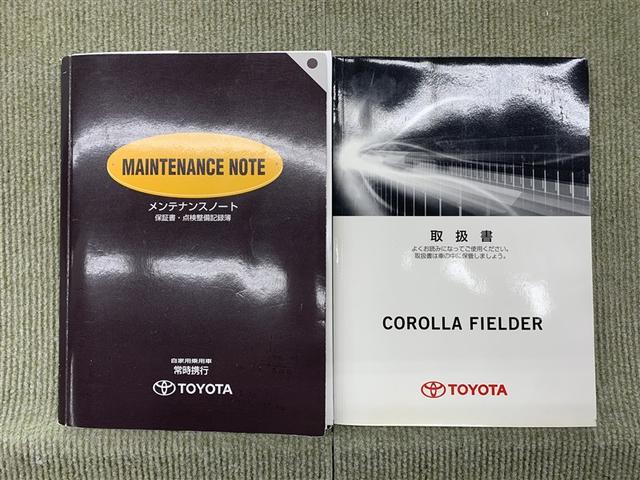 MAINTENANCE NOTE
メンテナンスノート
保証書・点検整備記録簿
自家用乗用車
常時携行
TOYOTA
取扱書
よくお読みになってご使用ください。
取扱書は車の中に保管しましょう。
COROLLA FIELDER
TOYOTA